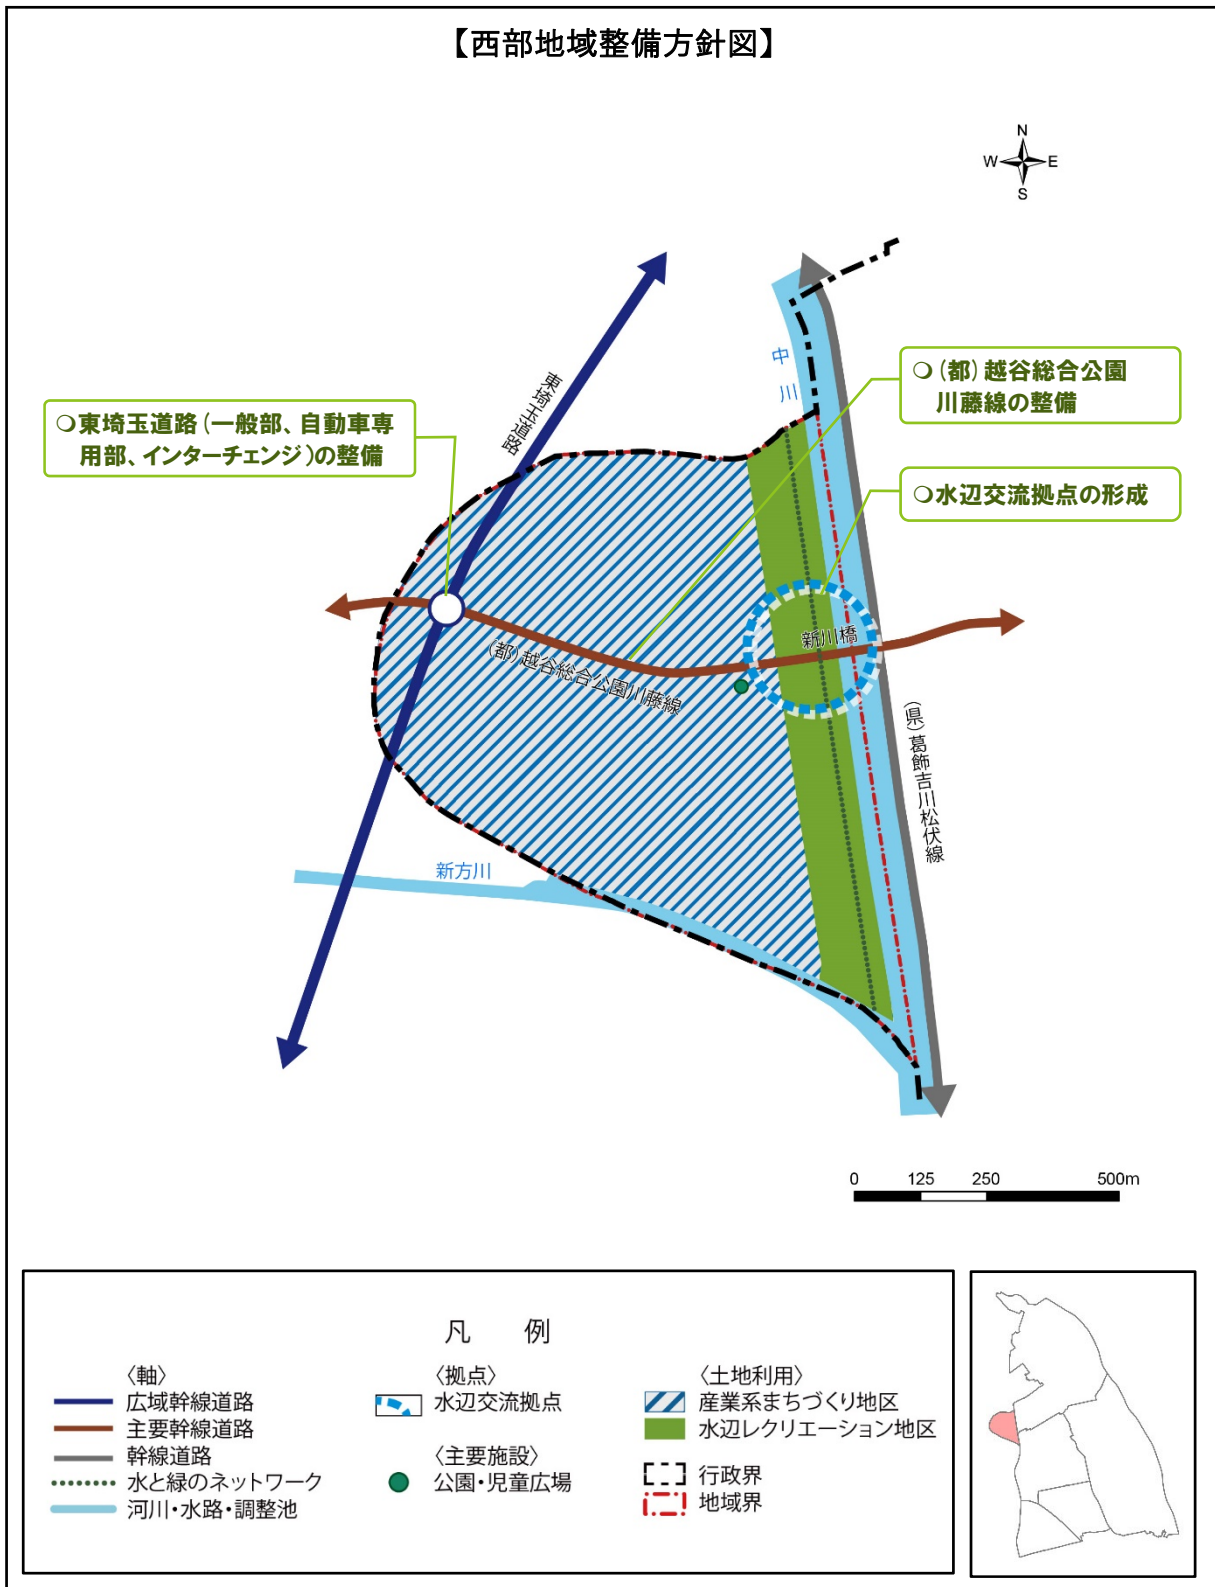 【西部地域整備方針図】
N
W
E
S
中川
東埼玉道路
○(都)越谷総合公園
川藤線の整備
○東埼玉道路(一般部、自動車専
用部、インターチェンジ)の整備
○水辺交流拠点の形成
新川橋
(都)越谷総合公園川藤線
(県)葛飾吉川松伏線
新方川
0 125 250 500m
凡 例
〈軸〉
広域幹線道路
主要幹線道路
幹線道路
水と緑のネットワーク
河川・水路・調整池
〈拠点〉
水辺交流拠点
〈主要施設〉
公園・児童広場
〈土地利用〉
産業系まちづくり地区
水辺レクリエーション地区
行政界
地域界